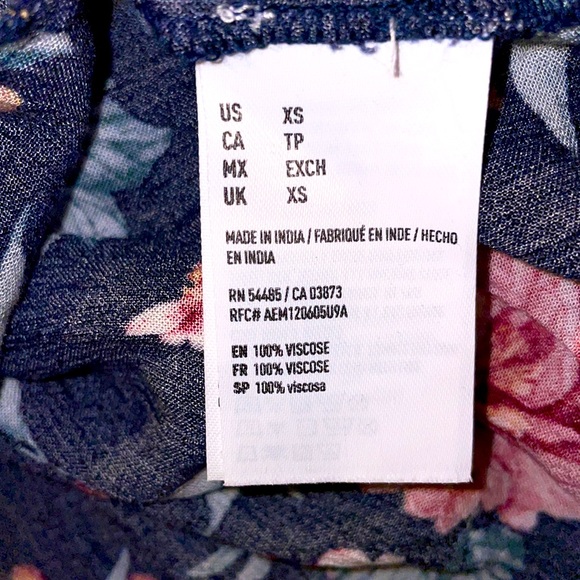 US XS
CA TP
MX EXCH
UK XS
MADE IN INDIA / FABRIQUÉ EN INDE / HECHO
EN INDIA
RN 54485 / CA 03873
RFC# AEM120605U9A
EN 100% VISCOSE
FR 100% VISCOSE
SP 100% viscosa